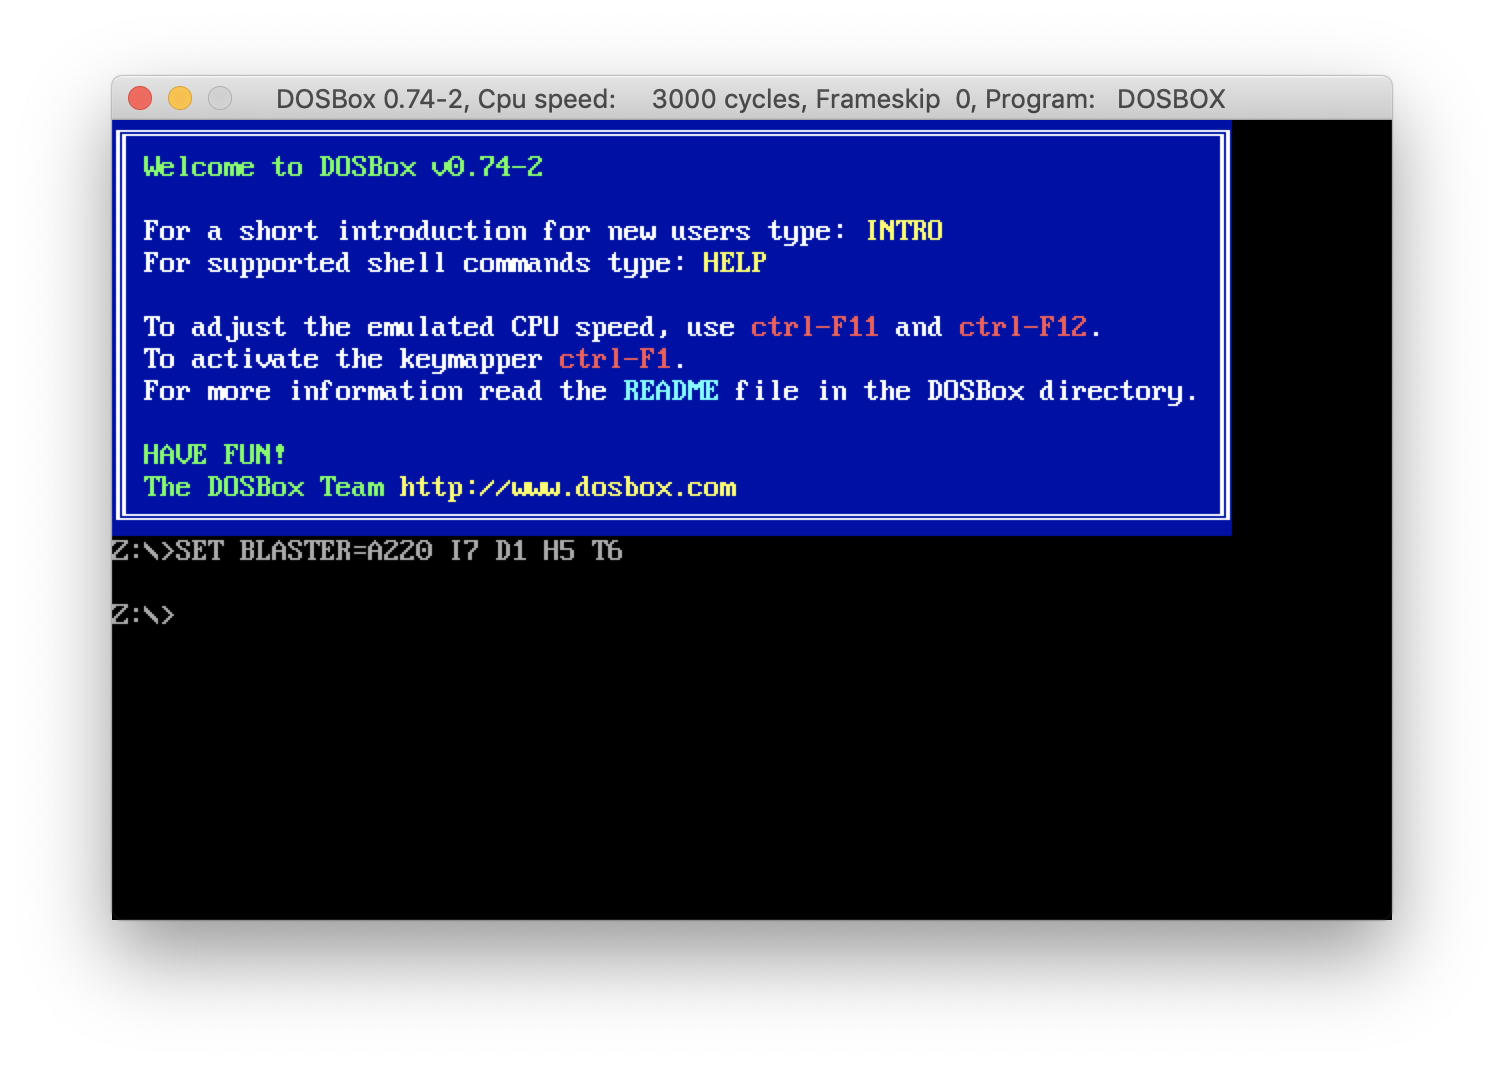 DOSBox 0.74-2, Cpu speed: 3000 cycles, Frameskip 0, Program: DOSBOX
Welcome to DOSBox v0.74-2
For a short introduction for new users type: INTRO
For supported shell commands type: HELP
To adjust the emulated CPU speed, use ctrl-F11 and ctrl-F12.
To activate the keymapper ctrl-F1.
For more information read the README file in the DOSBox directory.
HAVE FUN!
The DOSBox Team http://www.dosbox.com
Z:\>SET BLASTER=A220 I7 D1 H5 T6
Z:\>